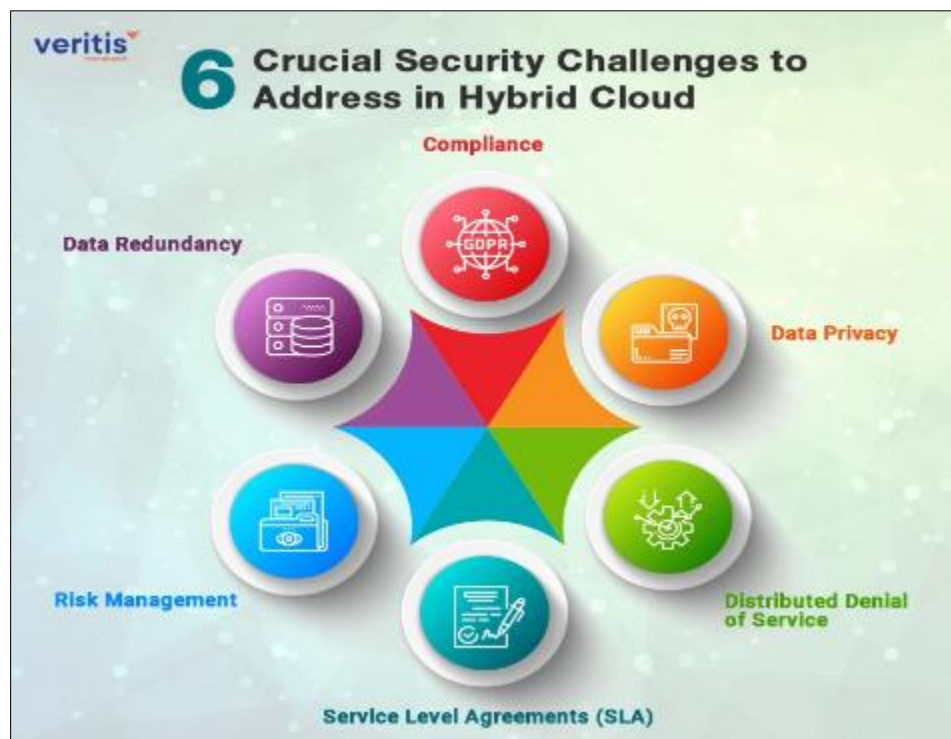 veritis
6 Crucial Security Challenges to
Address in Hybrid Cloud
Compliance
GDPR
Data Redundancy
Data Privacy
Risk Management
Distributed Denial
of Service
Service Level Agreements (SLA)